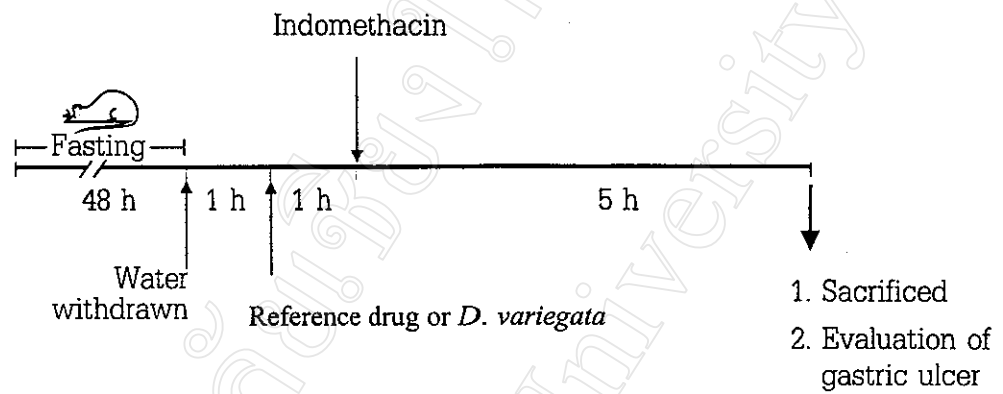 Indomethacin
Fasting
48 h
1 h
1 h
5 h
Water
withdrawn
Reference drug or D. variegata
1. Sacrificed
2. Evaluation of
gastric ulcer
University